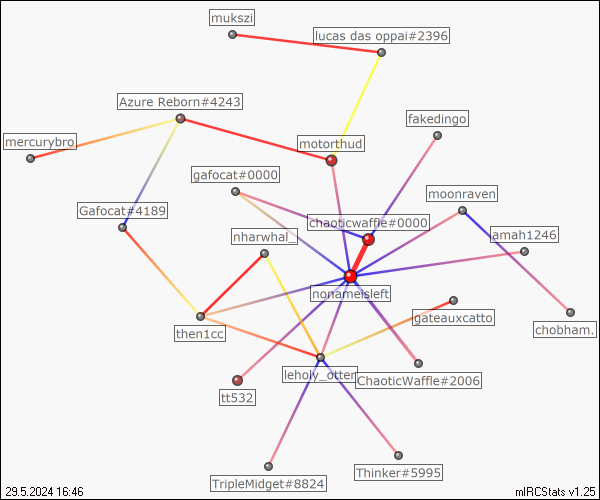 mukszi
lucas das oppai#2396
Azure Reborn#4243
fakedingo
mercurybro
motorthud
gafocat#0000
moonraven
Gafocat#4189
chaoticwaffle#0000
nharwhal_
amah1246
nonameisleft
gateauxcatto
then1cc
chobham.
leholy_otter
ChaoticWaffle#2006
tt532
Thinker#5995
TripleMidget#8824
29.5.2024 16:46
mIRCStats v1.25